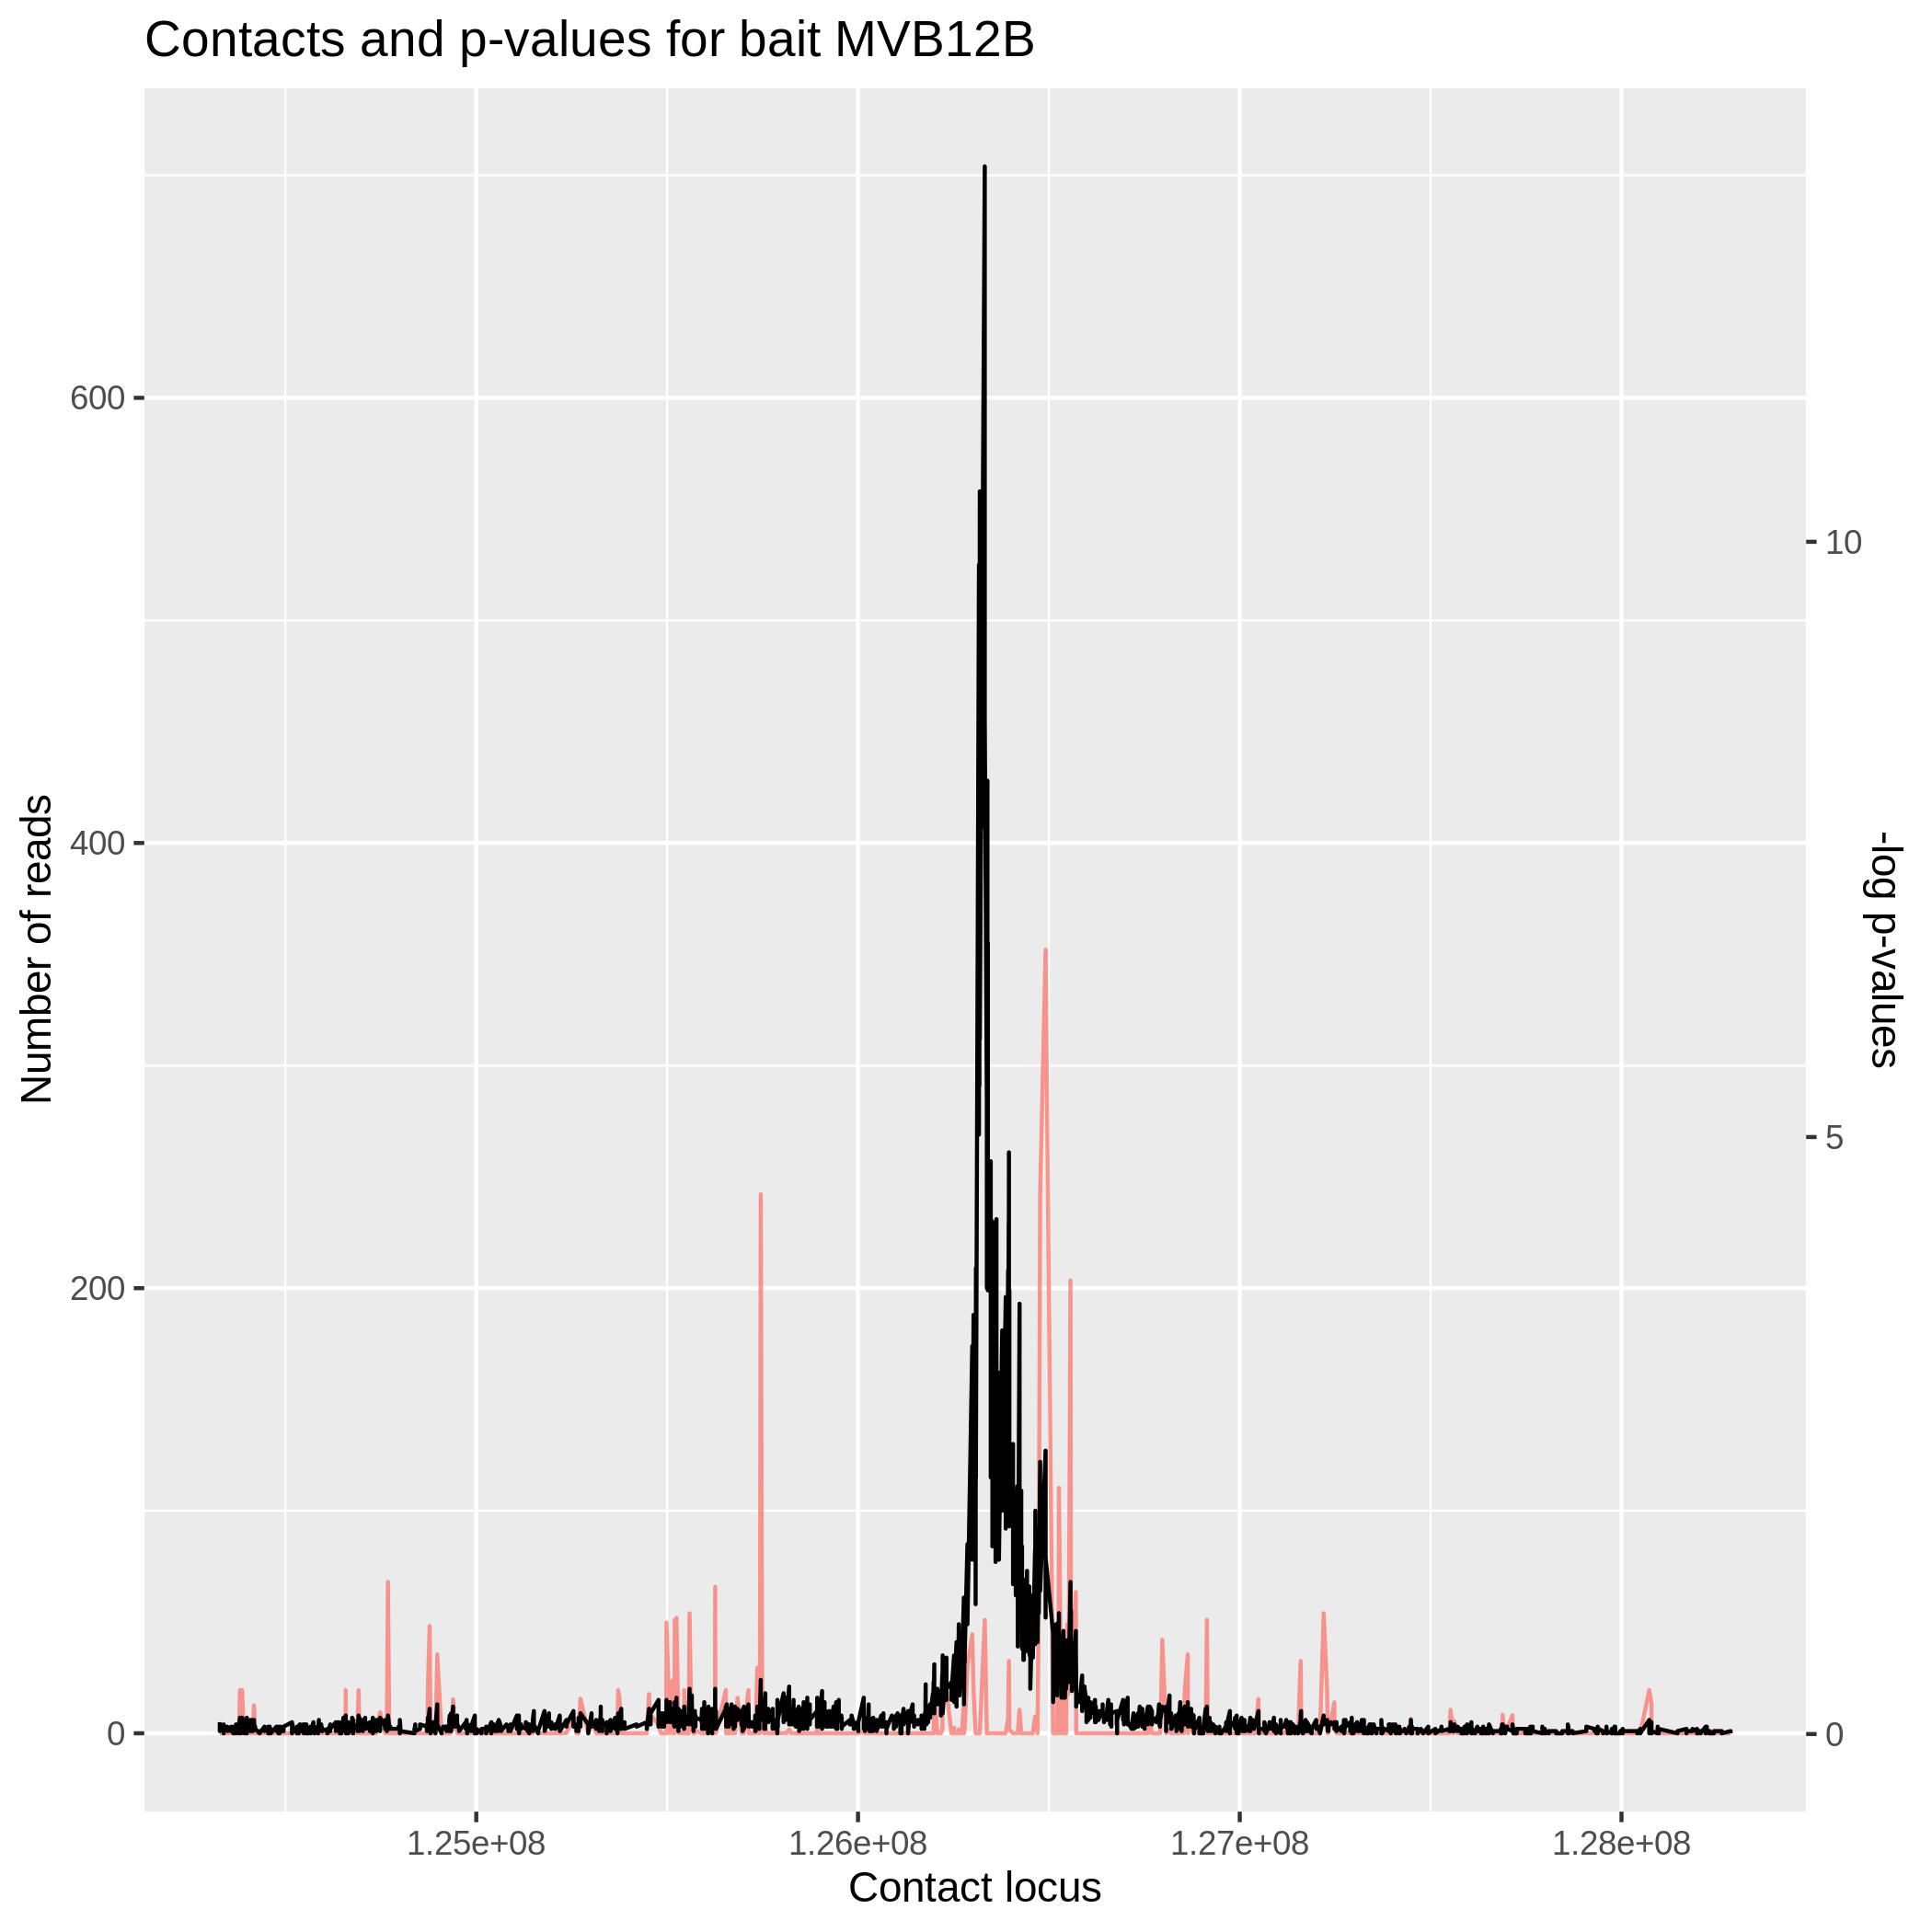 Contacts and p-values for bait MVB12B
600
400
200
0
Number of reads
10
5
0
-log p-values
1.25e+08
1.26e+08
1.27e+08
1.28e+08
Contact locus